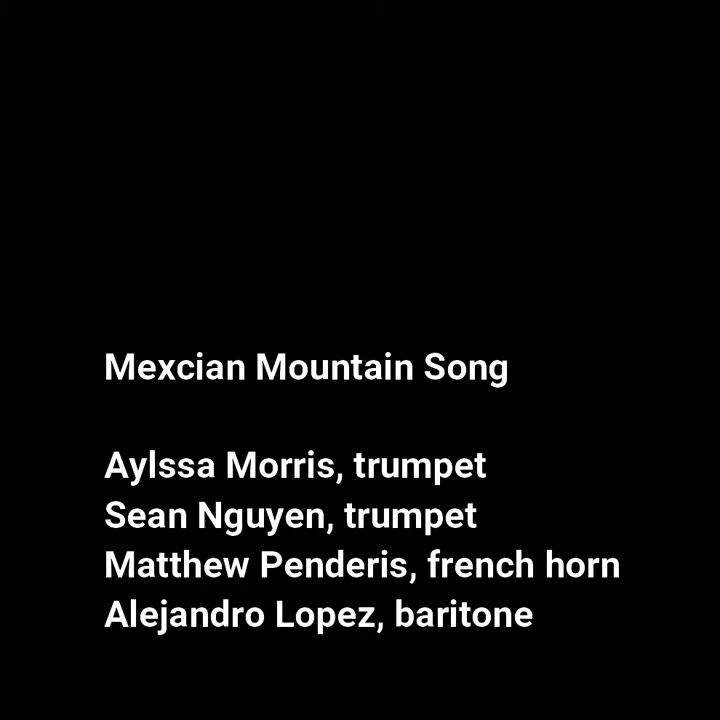 Mexcian Mountain Song
Aylssa Morris, trumpet
Sean Nguyen, trumpet
Matthew Penderis, french horn
Alejandro Lopez, baritone